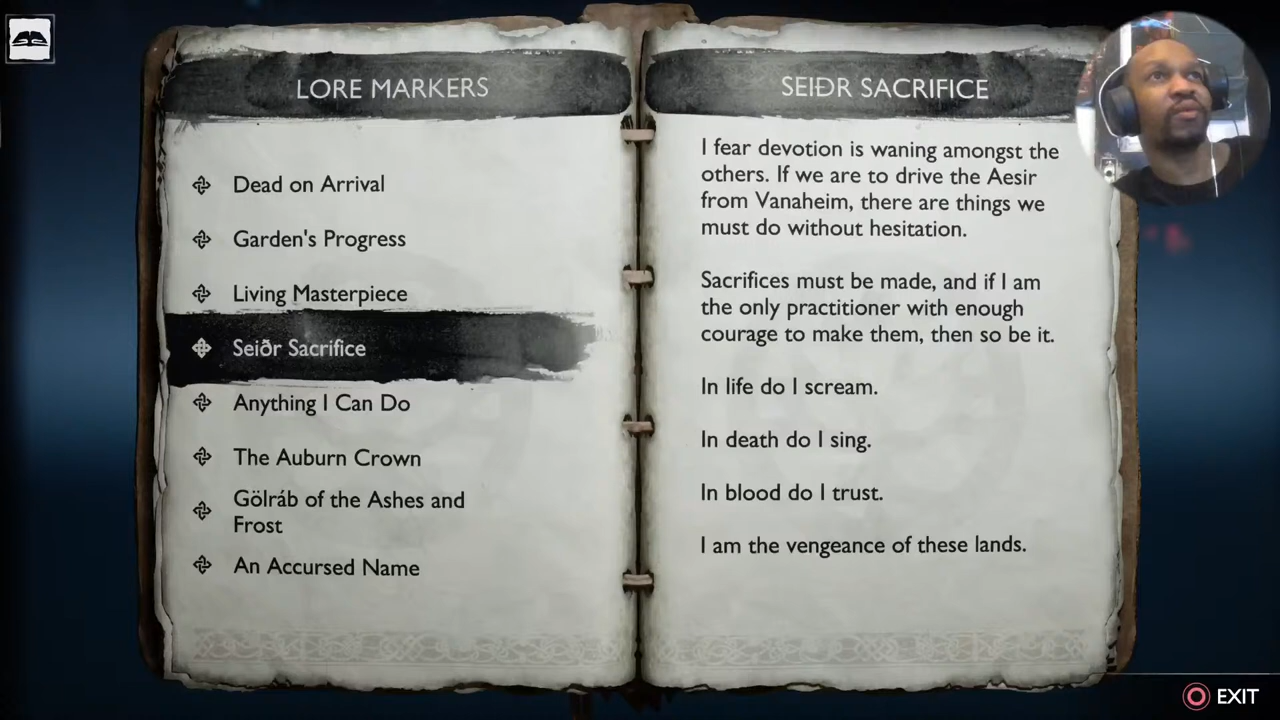 LORE MARKERS
Dead on Arrival
Garden's Progress
Living Masterpiece
Seiðr Sacrifice
Anything I Can Do
The Auburn Crown
Gölráb of the Ashes and
Frost
An Accursed Name
SEIÐR SACRIFICE
I fear devotion is waning amongst the
others. If we are to drive the Aesir
from Vanaheim, there are things we
must do without hesitation.
Sacrifices must be made, and if I am
the only practitioner with enough
courage to make them, then so be it.
In life do I scream.
In death do I sing.
In blood do I trust.
I am the vengeance of these lands.
EXIT